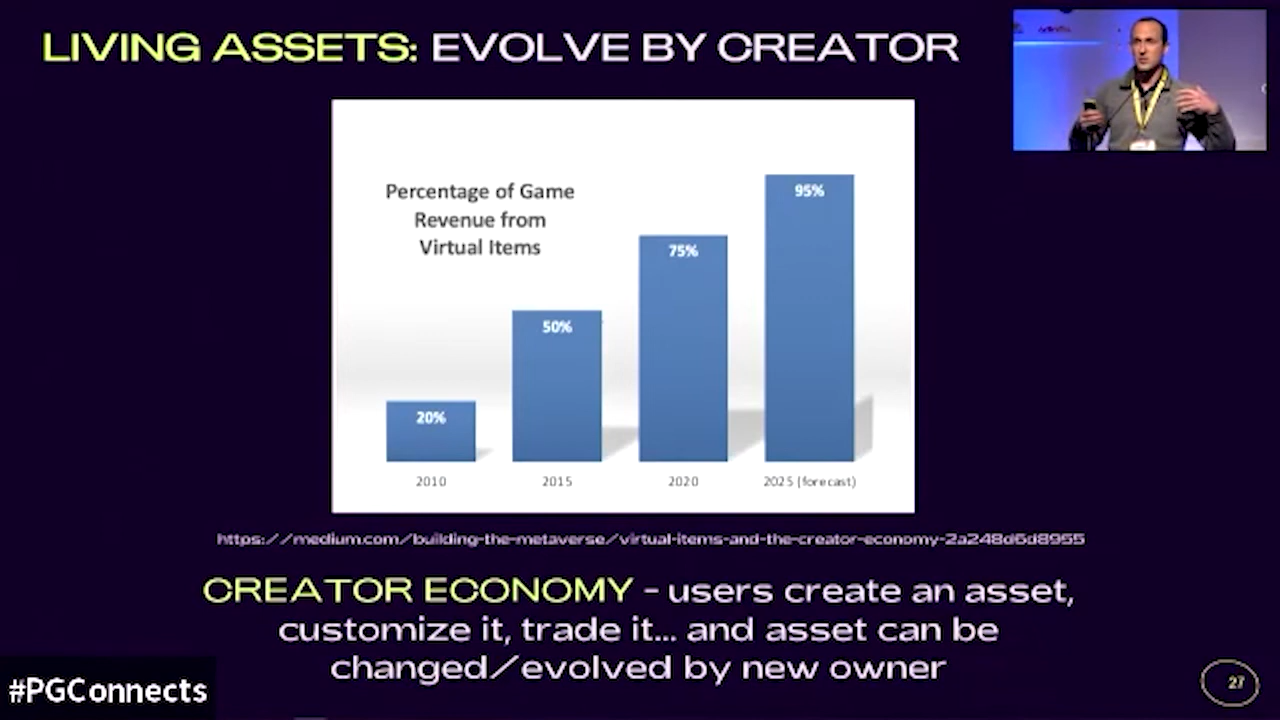 LIVING ASSETS: EVOLVE BY CREATOR
Percentage of Game
Revenue from
Virtual Items
95%
75%
50%
20%
2010
2015
2020
2025 (forecast)
https://medium.com/building-the-metaverse/virtual-items-and-the-creator-economy-2a248d6d8955
CREATOR ECONOMY - users create an asset,
customize it, trade it... and asset can be
changed/evolved by new owner
#PGConnects
27